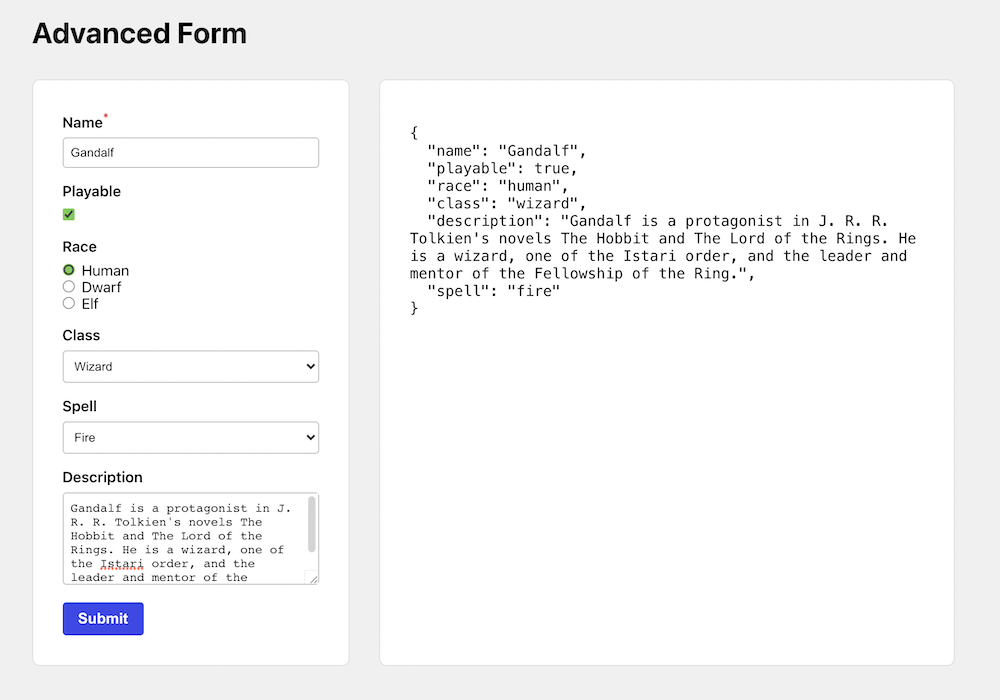 Advanced Form
Name*
Gandalf
Playable
Race
Human
Dwarf
Elf
Class
Wizard
Spell
Fire
Description
Gandalf is a protagonist in J.
R. R. Tolkien's novels The
Hobbit and The Lord of the
Rings. He is a wizard, one of
the Istari order, and the
leader and mentor of the
Submit
{
  "name": "Gandalf",
  "playable": true,
  "race": "human",
  "class": "wizard",
  "description": "Gandalf is a protagonist in J. R. R.
Tolkien's novels The Hobbit and The Lord of the Rings. He
is a wizard, one of the Istari order, and the leader and
mentor of the Fellowship of the Ring.",
  "spell": "fire"
}